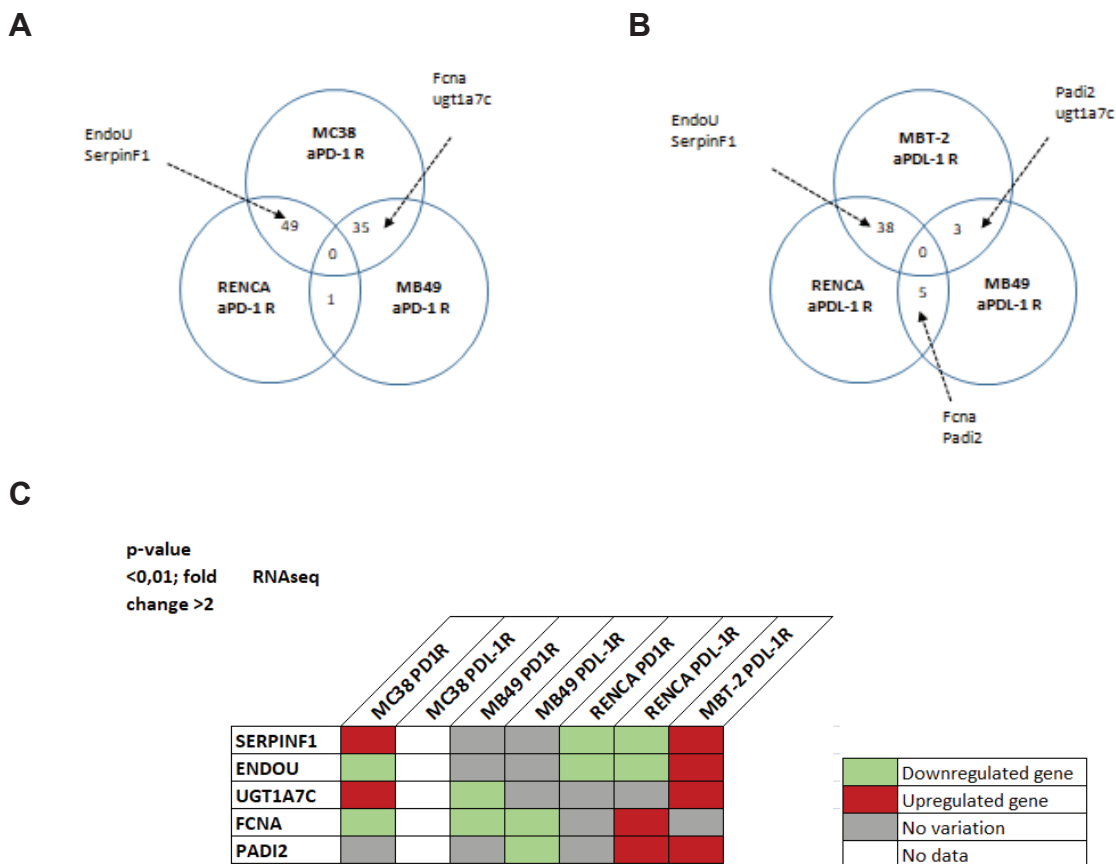 A
B
Fcna
ugt1a7c
EndoU
SerpinF1
MC38
aPD-1 R
49
35
0
1
RENCA
aPD-1 R
MB49
aPD-1 R
Padi2
ugt1a7c
EndoU
SerpinF1
MBT-2
aPDL-1 R
38
3
0
5
RENCA
aPDL-1 R
MB49
aPDL-1 R
Fcna
Padi2
C
p-value
<0,01; fold RNAseq
change >2
MC38 PD1R
MC38 PDL-1R
MB49 PD1R
MB49 PDL-1R
RENCA PD1R
RENCA PDL-1R
MBT-2 PDL-1R
SERPINF1
ENDOU
UGT1A7C
FCNA
PADI2
Downregulated gene
Upregulated gene
No variation
No data